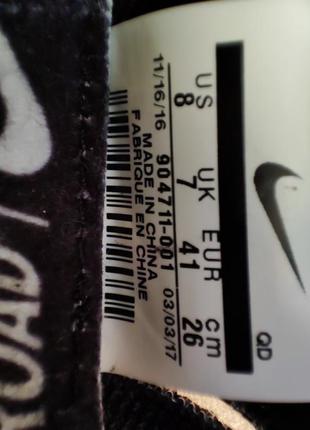 US UK EUR cm
8 7 41 26
11/16/16 904711-001 03/03/17
MADE IN CHINA
FABRIQUE EN CHINE
QD